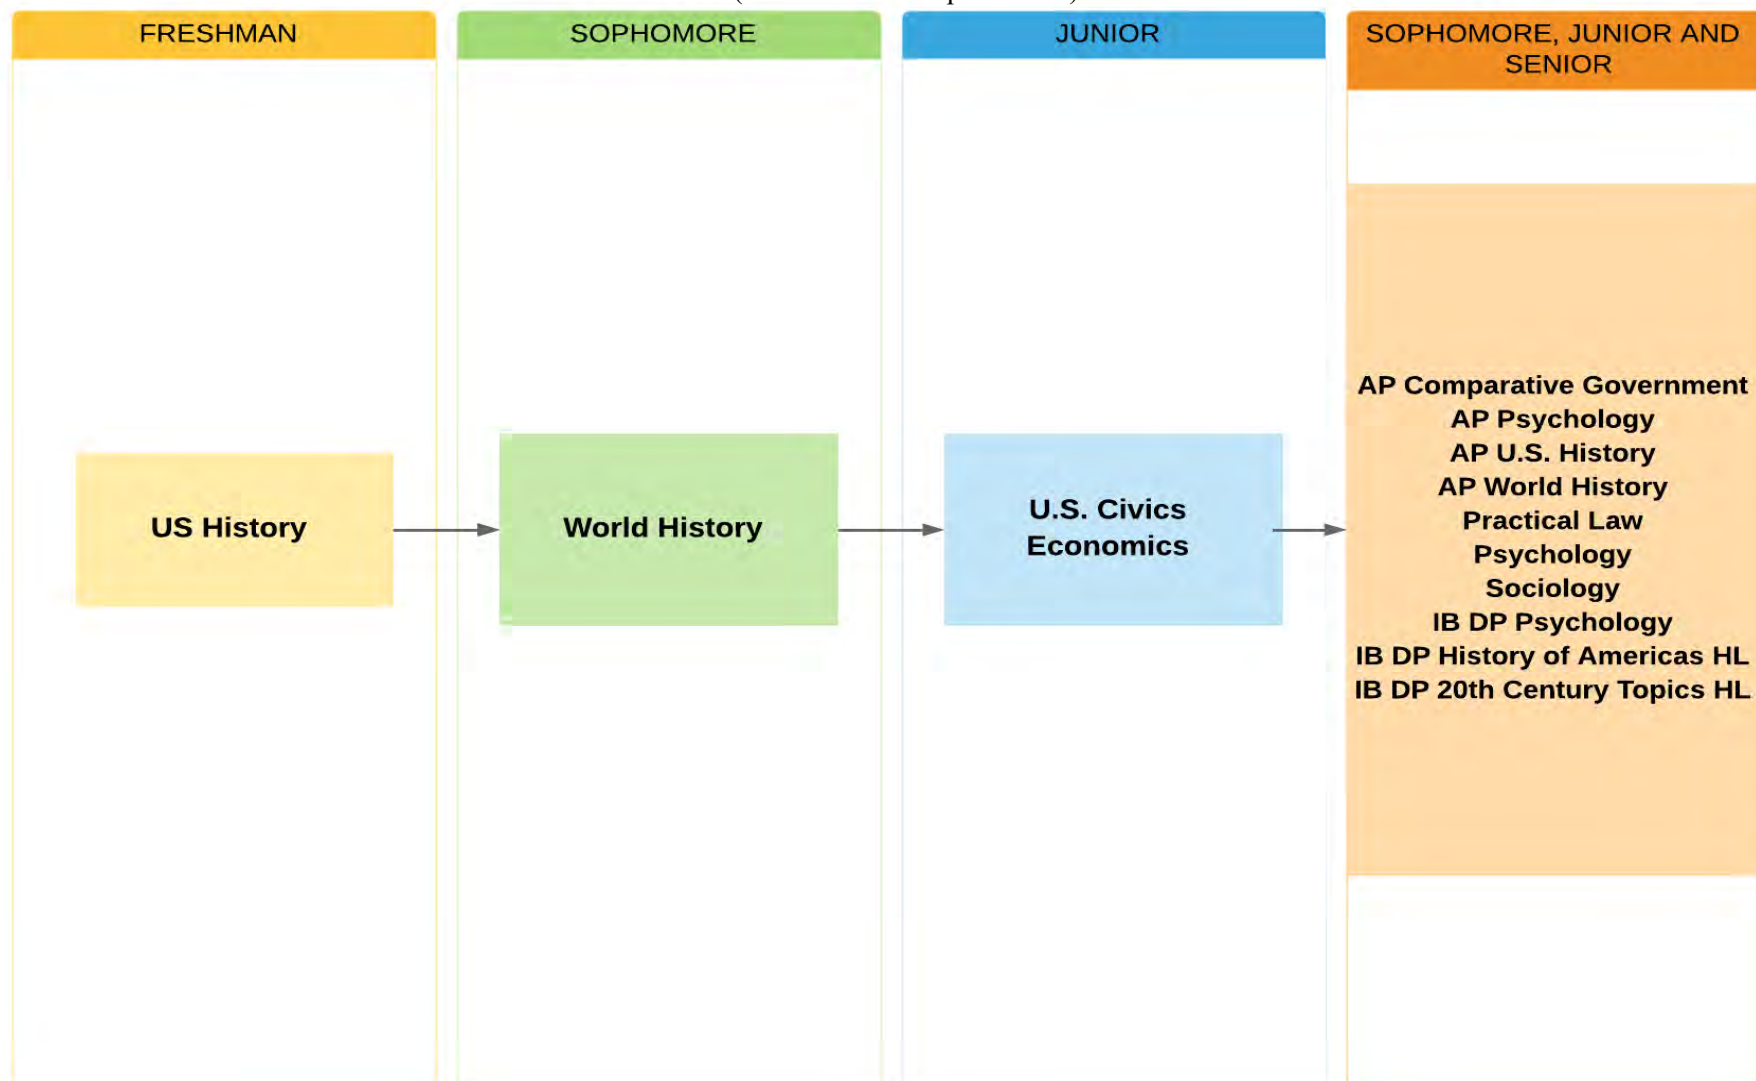 FRESHMAN
SOPHOMORE
JUNIOR
SOPHOMORE, JUNIOR AND
SENIOR
US History
World History
U.S. Civics
Economics
AP Comparative Government
AP Psychology
AP U.S. History
AP World History
Practical Law
Psychology
Sociology
IB DP Psychology
IB DP History of Americas HL
IB DP 20th Century Topics HL